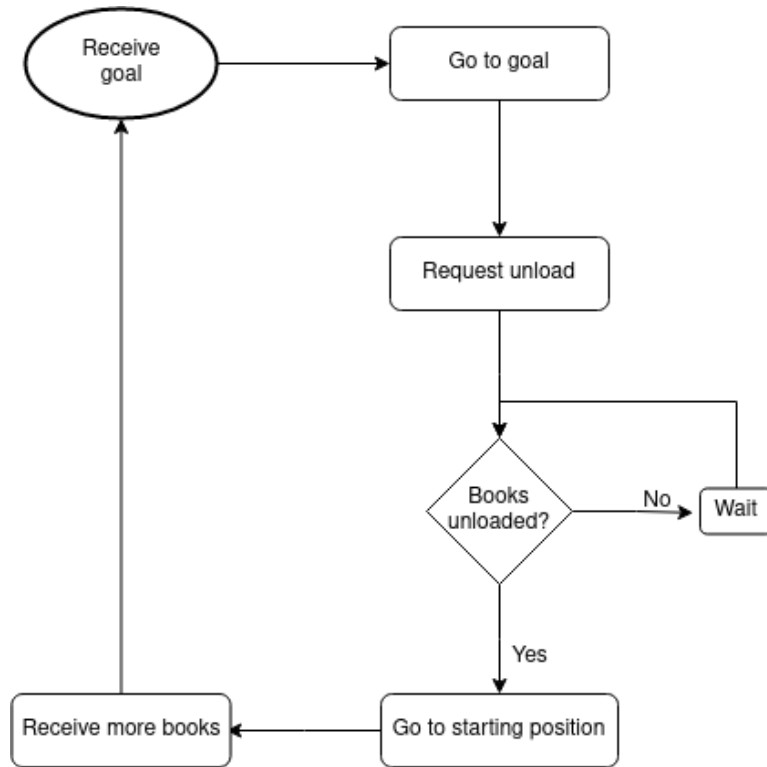 Receive
goal
Go to goal
Request unload
Books
unloaded?
No
Wait
Yes
Go to starting position
Receive more books